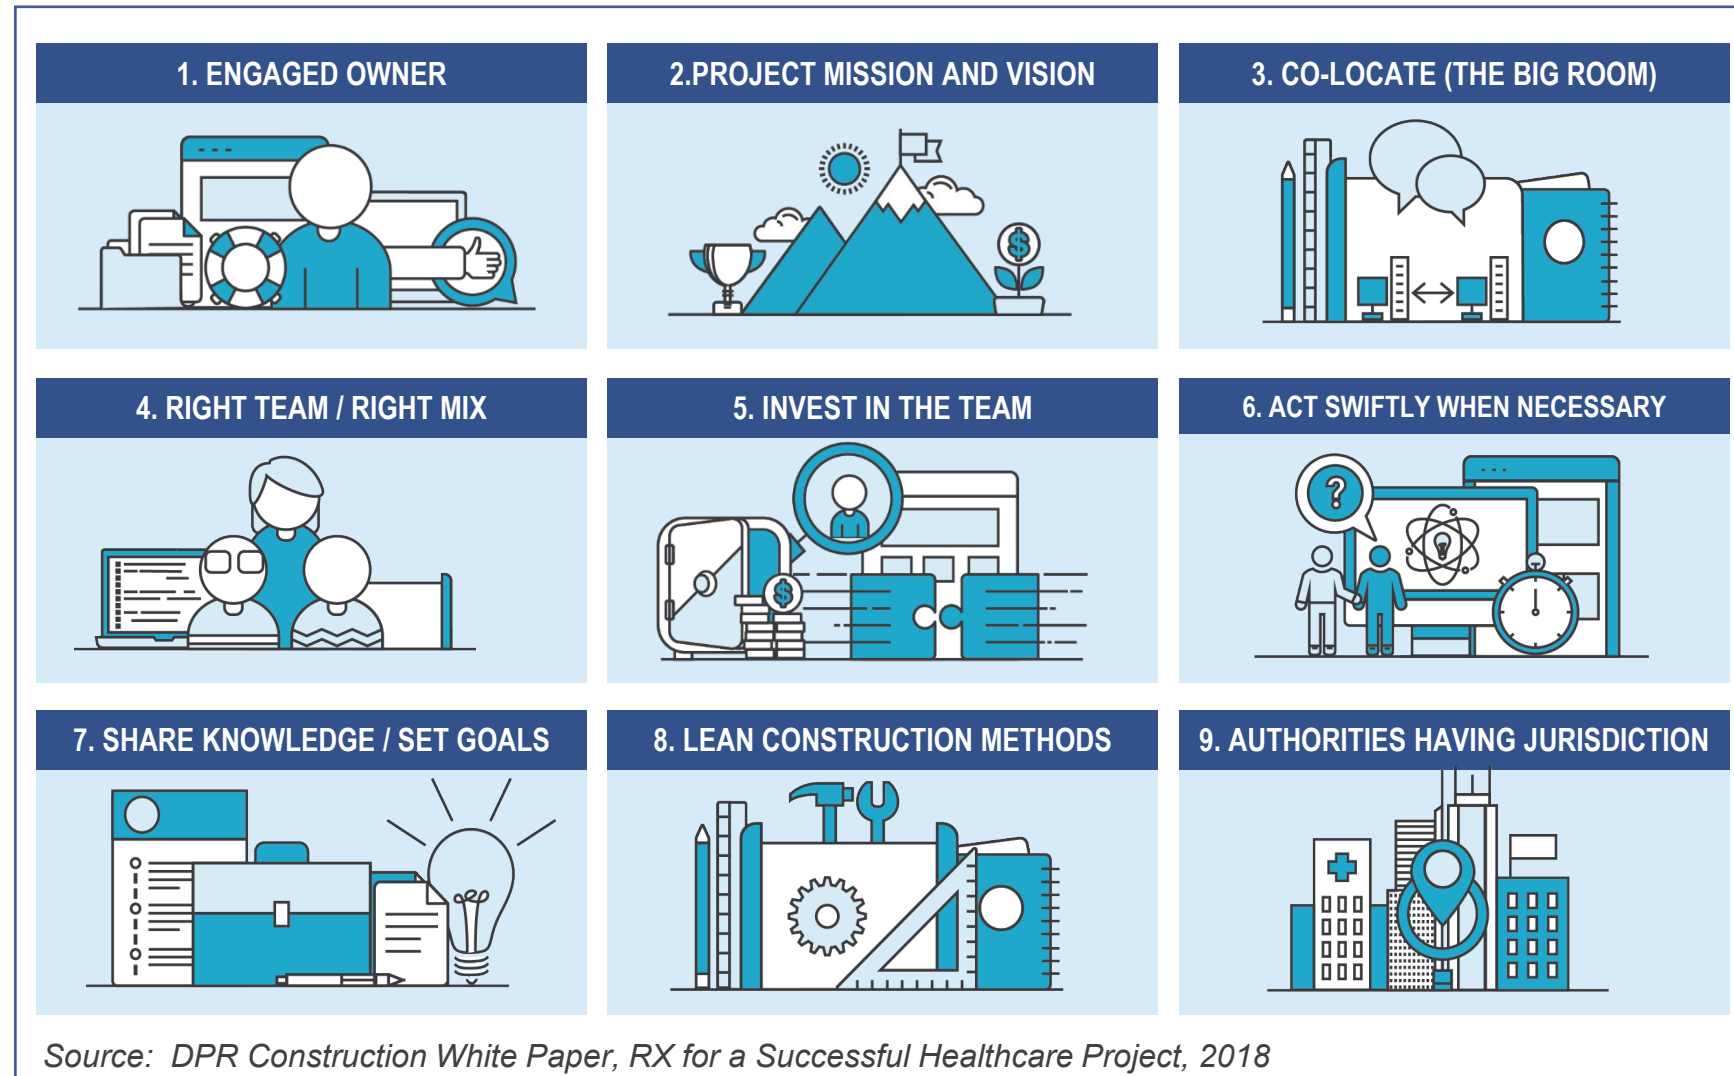 1. ENGAGED OWNER
2.PROJECT MISSION AND VISION
3. CO-LOCATE (THE BIG ROOM)
4. RIGHT TEAM / RIGHT MIX
5. INVEST IN THE TEAM
6. ACT SWIFTLY WHEN NECESSARY
7. SHARE KNOWLEDGE / SET GOALS
8. LEAN CONSTRUCTION METHODS
9. AUTHORITIES HAVING JURISDICTION
Source: DPR Construction White Paper, RX for a Successful Healthcare Project, 2018